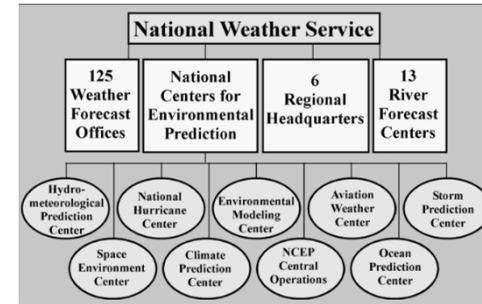 National Weather Service
125
Weather
Forecast
Offices
National
Centers for
Environmental
Prediction
6
Regional
Headquarters
13
River
Forecast
Centers
Hydro-
meteorological
Prediction
Center
National
Hurricane
Center
Environmental
Modeling
Center
Aviation
Weather
Center
Storm
Prediction
Center
Space
Environment
Center
Climate
Prediction
Center
NCEP
Central
Operations
Ocean
Prediction
Center